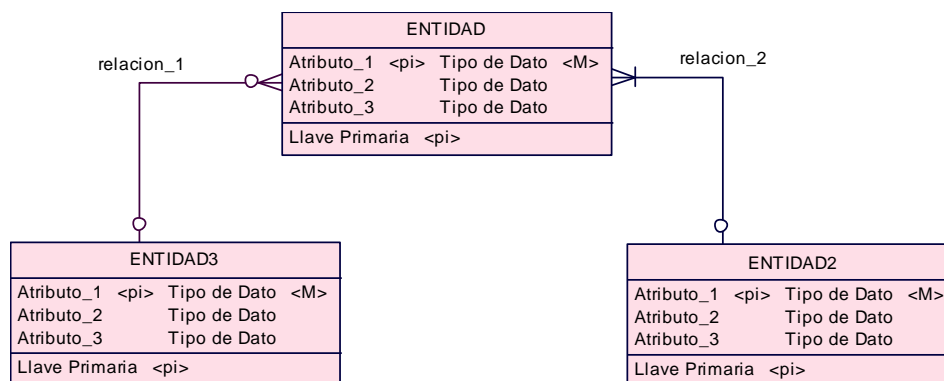 ENTIDAD
Atributo_1 <pi> Tipo de Dato <M>
Atributo_2 Tipo de Dato
Atributo_3 Tipo de Dato
Llave Primaria <pi>
relacion_1
relacion_2
ENTIDAD3
Atributo_1 <pi> Tipo de Dato <M>
Atributo_2 Tipo de Dato
Atributo_3 Tipo de Dato
Llave Primaria <pi>
ENTIDAD2
Atributo_1 <pi> Tipo de Dato <M>
Atributo_2 Tipo de Dato
Atributo_3 Tipo de Dato
Llave Primaria <pi>